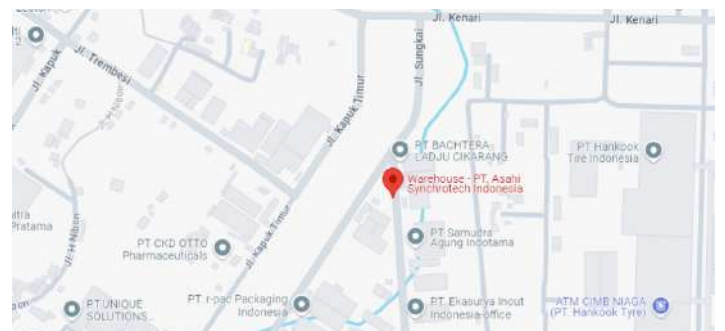 Jl. Kenari
Jl. Kenari
Jl. Trembesi
Jl. Kapuk
Jl. Kapuk Timur
Jl. Sungkai
PT BACHTERA
LADJU CIKARANG
PT Hankook
Tire Indonesia
Warehouse - PT. Asahi
Synchrotech Indonesia
Pratama
PT CKD OTTO
Pharmaceuticals
Jl. Kapuk Timur
Jl. H Nibon
PT Samudra
Agung Indotama
PT UNIQUE
SOLUTIONS...
PT. r-pac Packaging
Indonesia
PT. Ekasurya Inout
Indonesia-office
ATM CIMB NIAGA
(PT. Hankook Tyre)